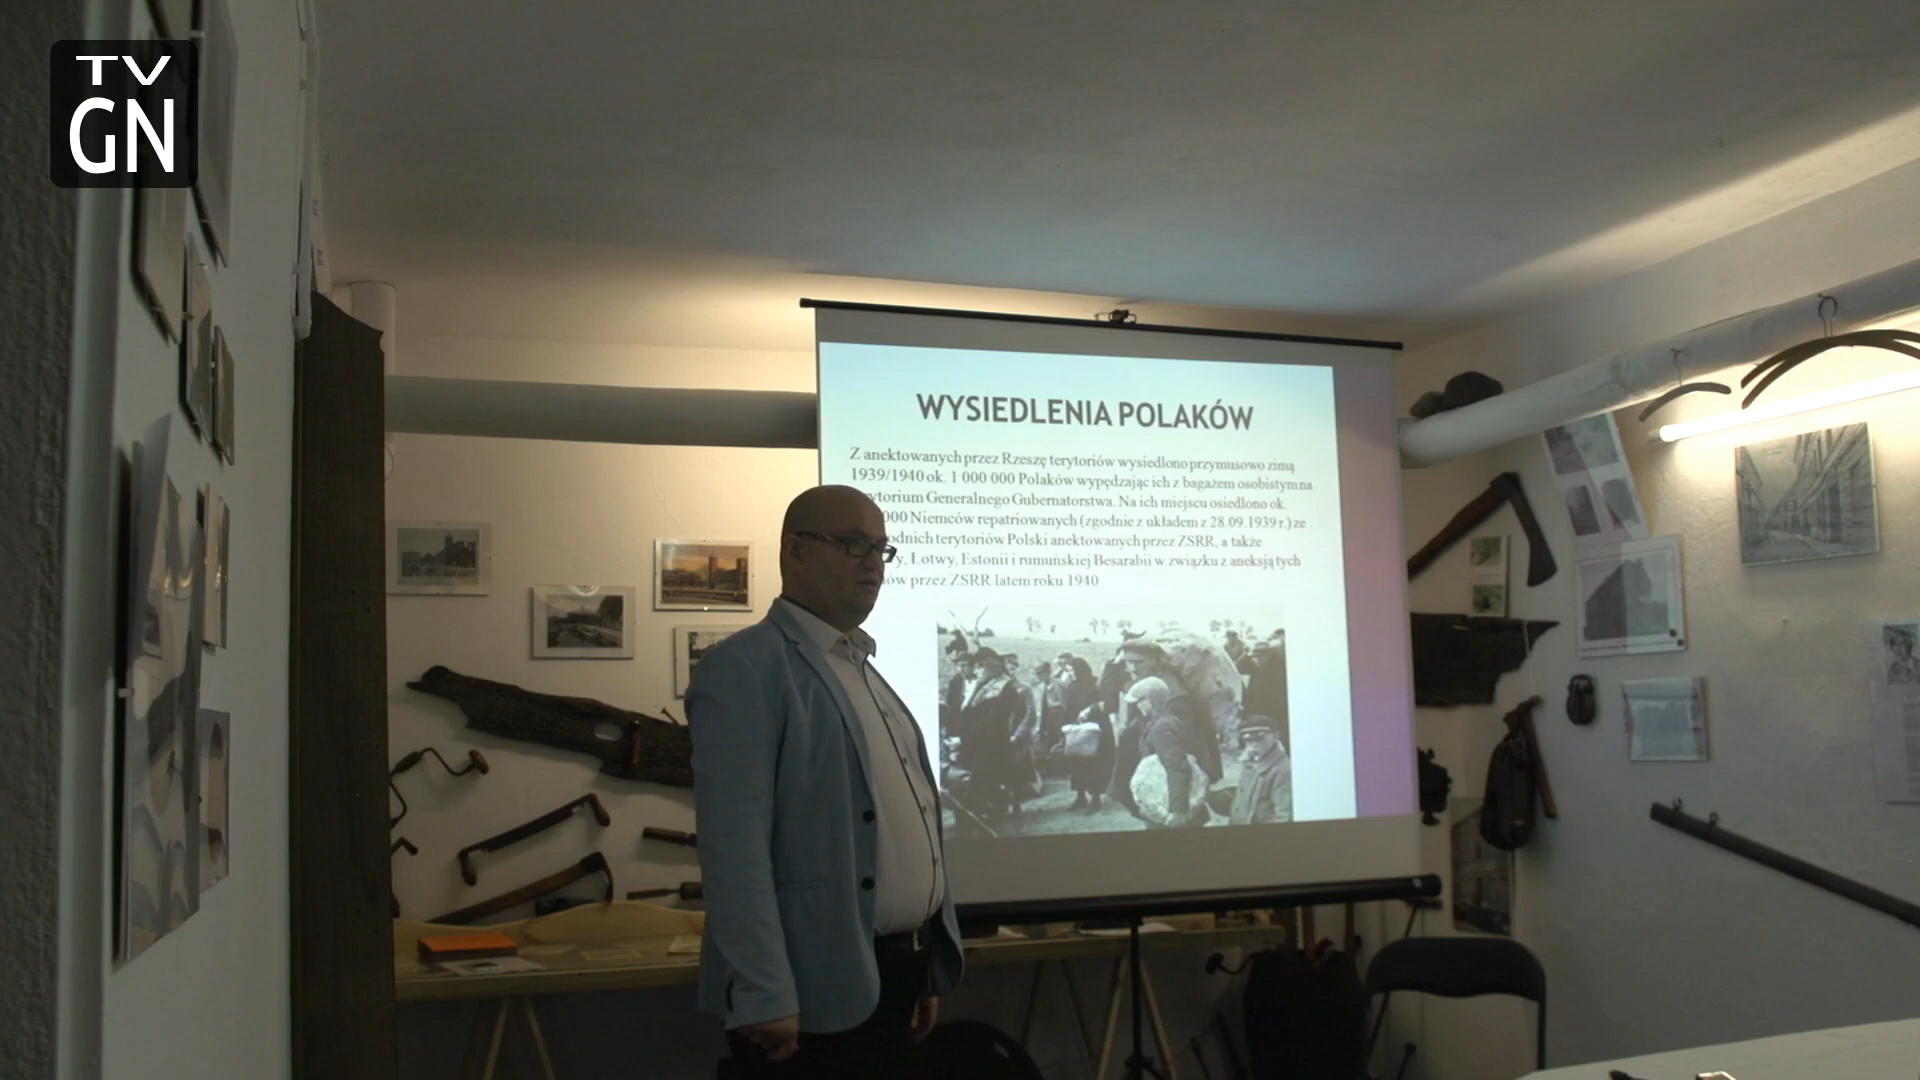 TV
GN
WYSIEDLENIA POLAKÓW
Z anektowanych przez Rzeszę terytoriów wysiedlono przymusowo zimą
1939/1940 ok. 1 000 000 Polaków wypędzając ich z bagażem osobistym na
Generalnego Gubernatorstwa. Na ich miejscu osiedlono ok.
000 Niemców repatriowanych (zgodnie z układem z 28.09.1939 r.) ze
terytoriów Polski anektowanych przez ZSRR, a także
Łotwy, Estonii i rumuńskiej Besarabii w związku z aneksją tych
przez ZSRR latem roku 1940